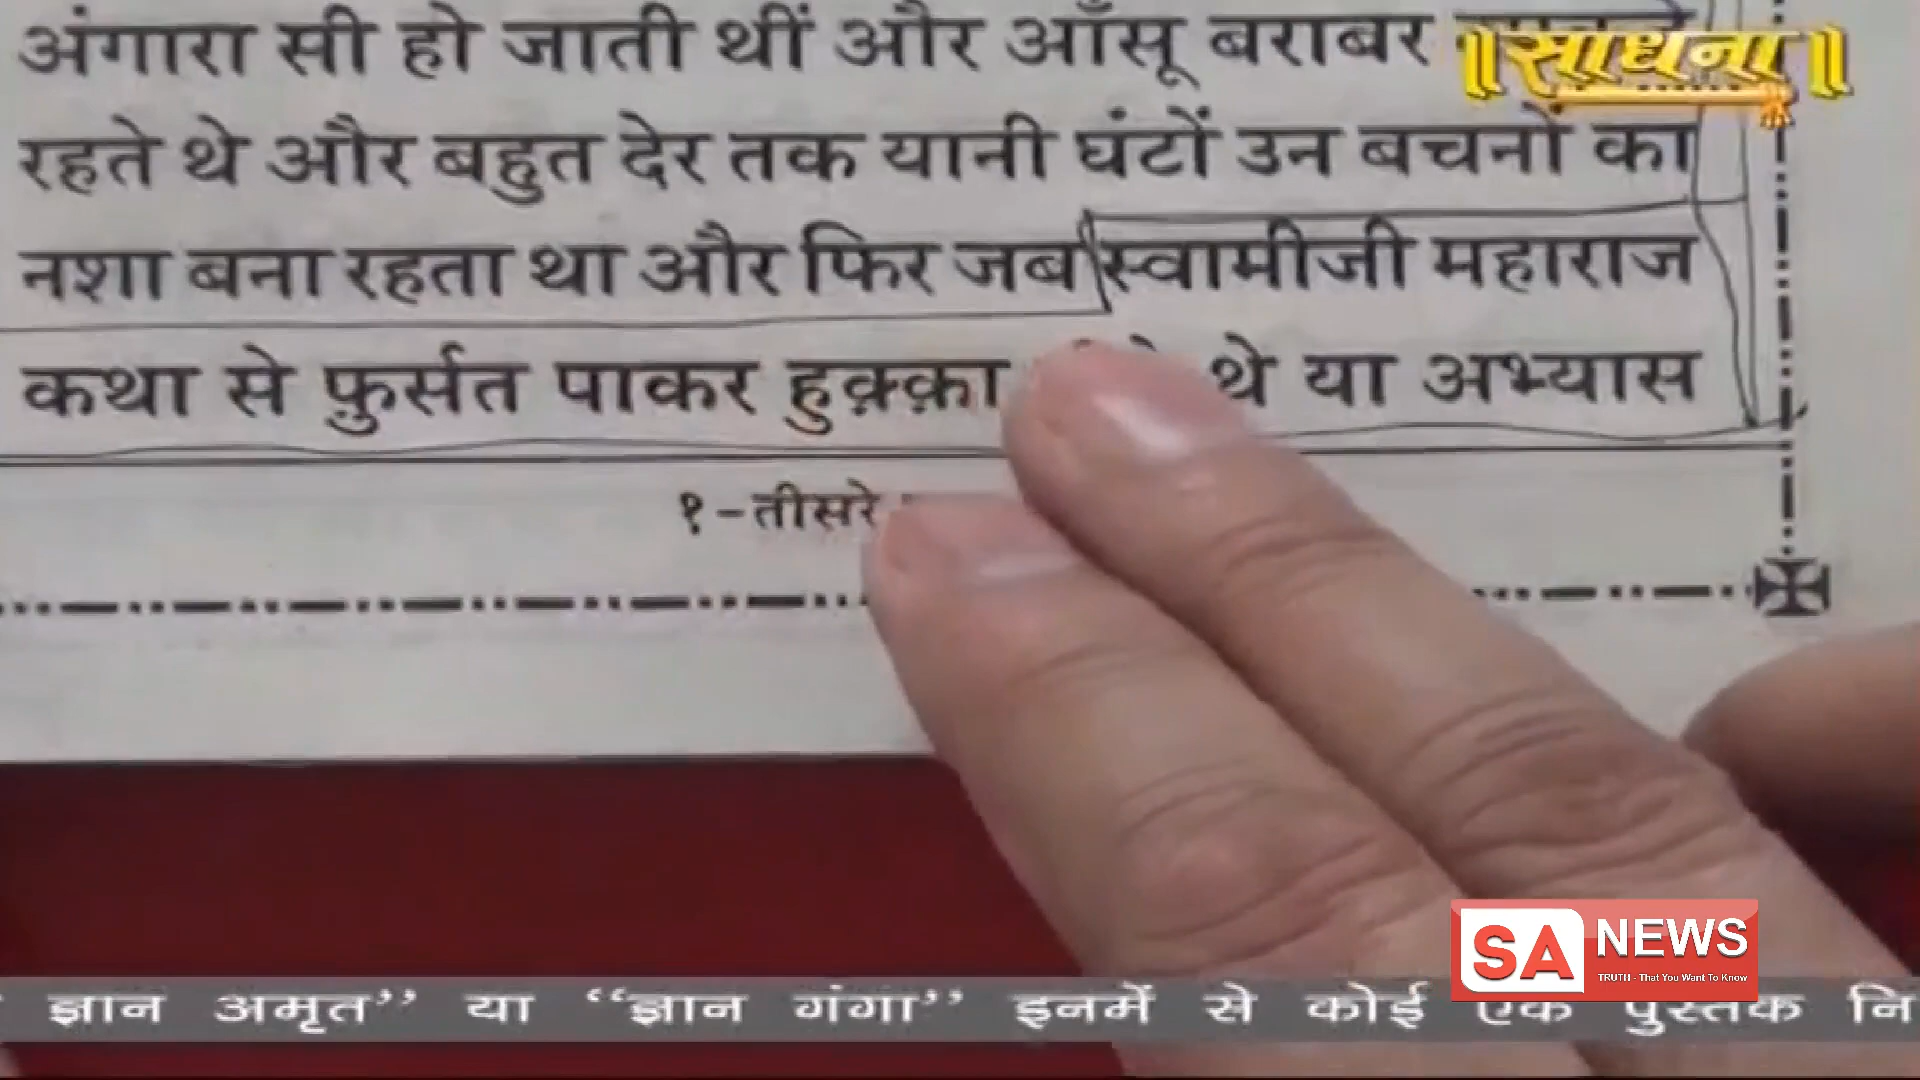 अंगारा सी हो जाती थीं और आँसू बराबर
॥साधना॥
रहते थे और बहुत देर तक यानी घंटों उन बचनों का
नशा बना रहता था और फिर जब स्वामीजी महाराज
कथा से फ़ुर्सत पाकर हुक़्क़ा थे या अभ्यास
१-तीसरे
SA NEWS
TRUTH - That You Want To Know
ज्ञान अमृत” या “ज्ञान गंगा” इनमें से कोई एक पुस्तक नि